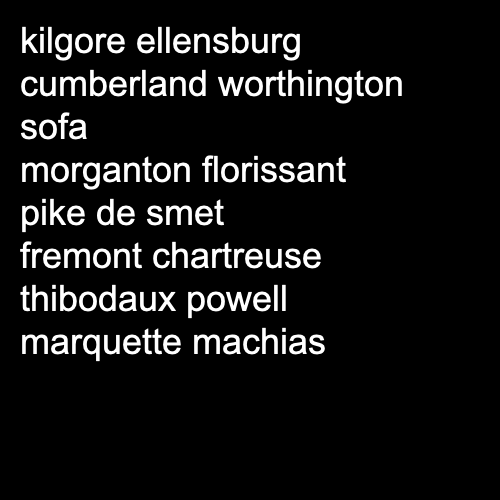 kilgore ellensburg
cumberland worthington
sofa
morganton florissant
pike de smet
fremont chartreuse
thibodaux powell
marquette machias